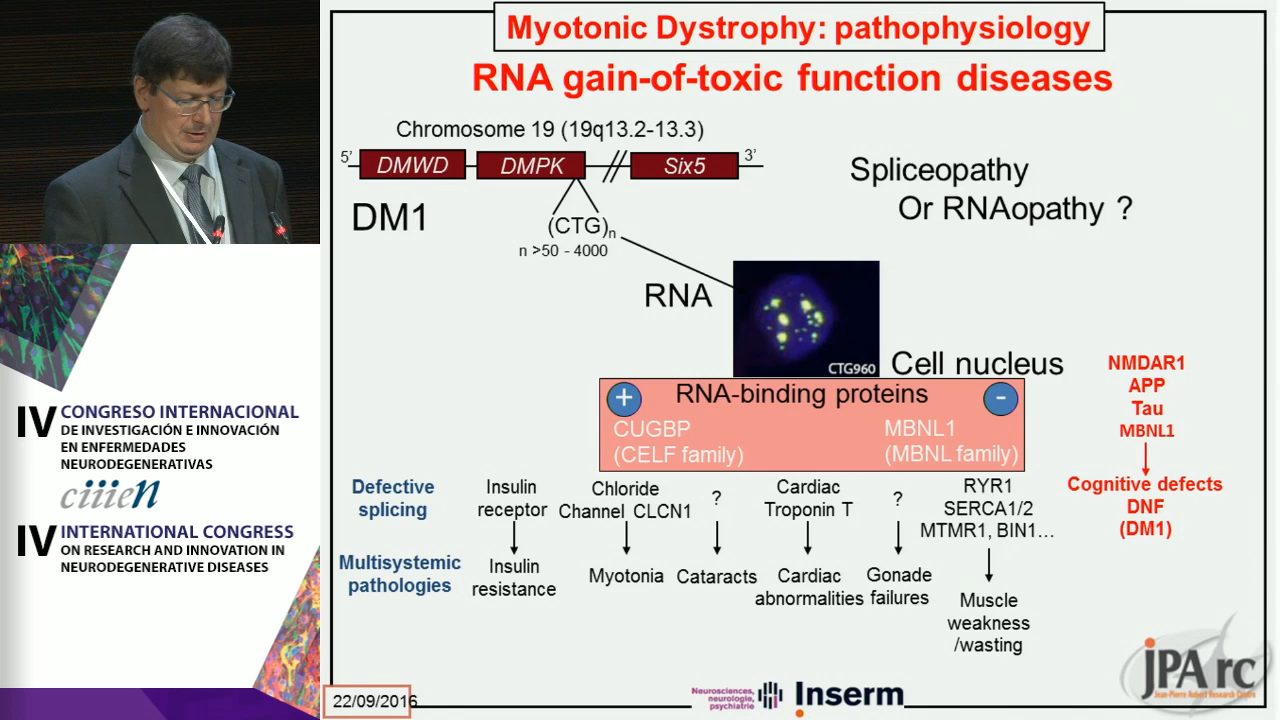 Myotonic Dystrophy: pathophysiology
RNA gain-of-toxic function diseases
Chromosome 19 (19q13.2-13.3)
5’ DMWD DMPK Six5 3’
DM1
(CTG)n
n >50 - 4000
Spliceopathy
Or RNAopathy ?
RNA
CTG960
Cell nucleus
+ RNA-binding proteins -
CUGBP
(CELF family)
MBNL1
(MBNL family)
NMDAR1
APP
Tau
MBNL1
Cognitive defects
DNF
(DM1)
Defective
splicing
Insulin
receptor
Chloride
Channel CLCN1
?
Cardiac
Troponin T
?
RYR1
SERCA1/2
MTMR1, BIN1…
Multisystemic
pathologies
Insulin
resistance
Myotonia
Cataracts
Cardiac
abnormalities
Gonade
failures
Muscle
weakness
/wasting
IV CONGRESO INTERNACIONAL
DE INVESTIGACIÓN E INNOVACIÓN
EN ENFERMEDADES
NEURODEGENERATIVAS
ciiieN
IV INTERNATIONAL CONGRESS
ON RESEARCH AND INNOVATION IN
NEURODEGENERATIVE DISEASES
22/09/2016
Neurosciences,
neurologie,
psychiatrie
Inserm
JPArc
Jean-Pierre Aubert Research Centre